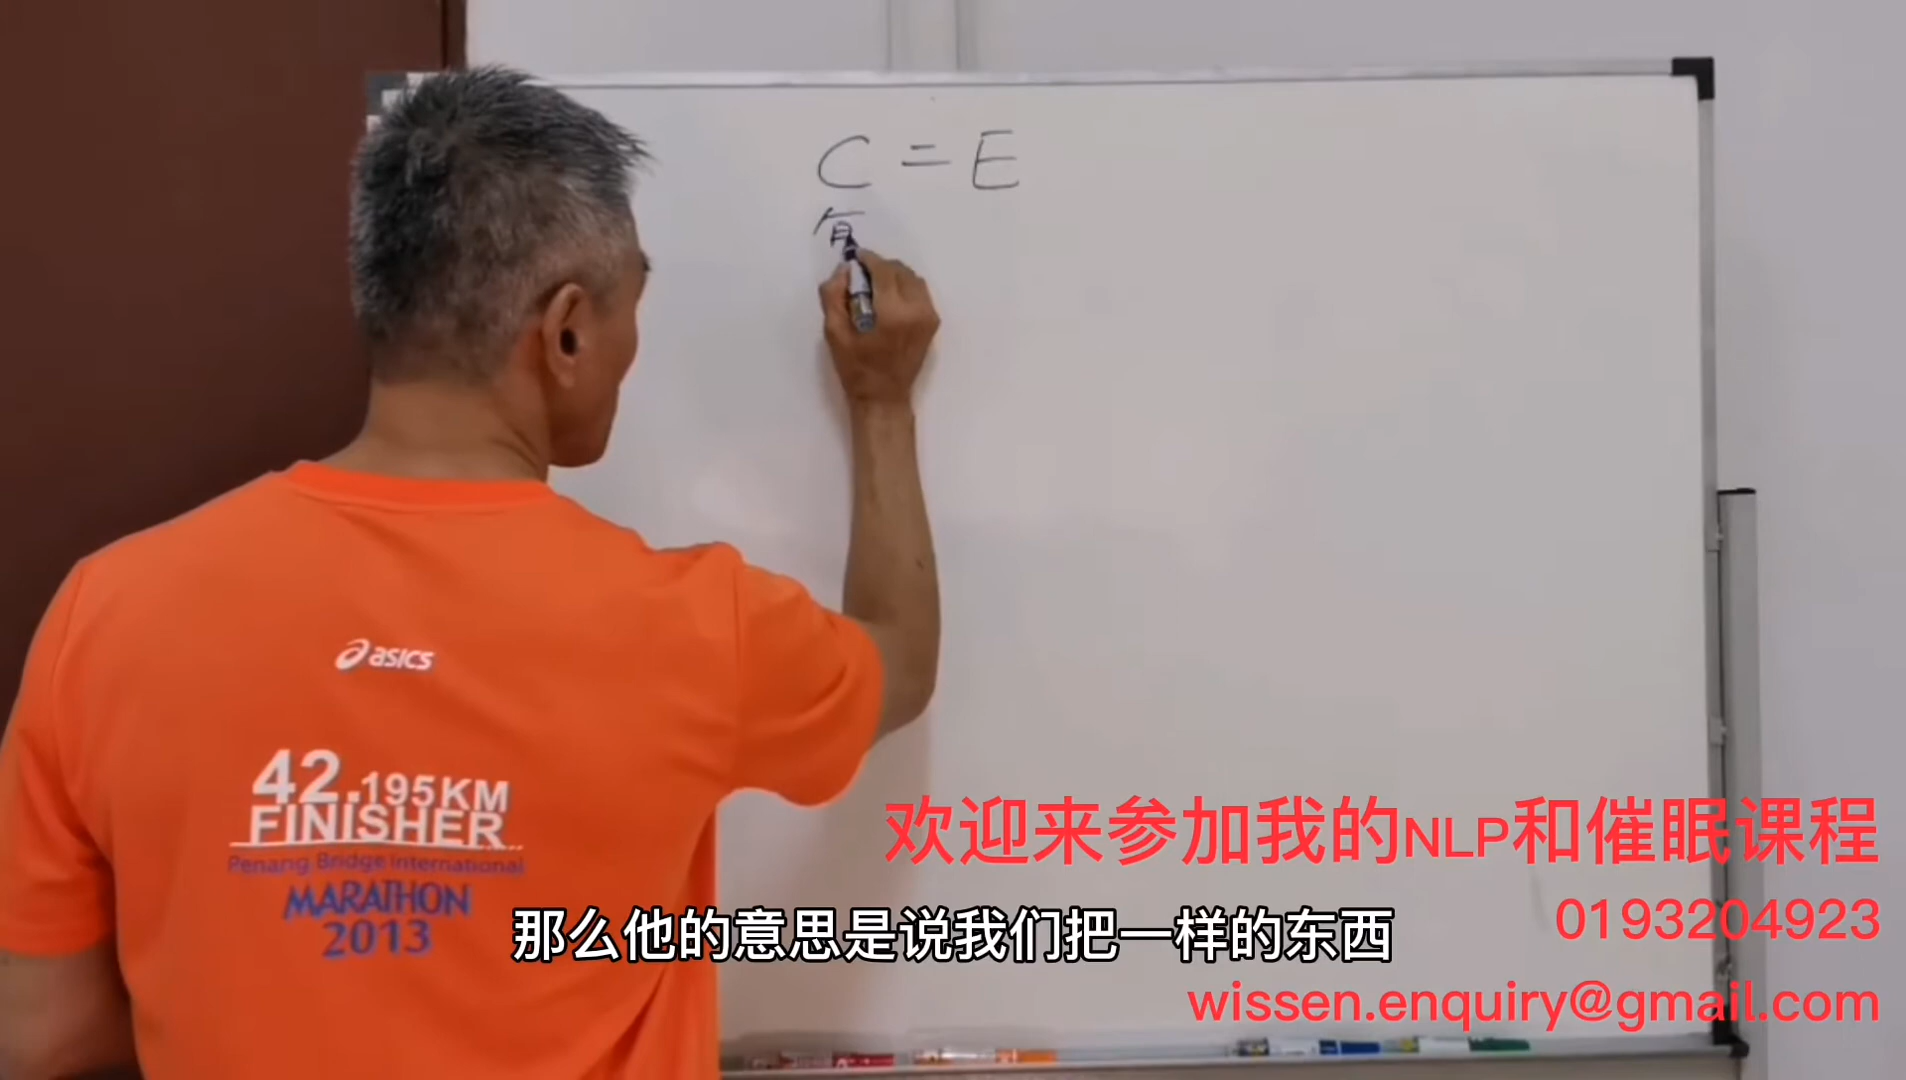 C = E
asics
42.195KM
FINISHER
Penang Bridge International
MARATHON
2013
欢迎来参加我的NLP和催眠课程
那么他的意思是说我们把一样的东西
0193204923
wissen.enquiry@gmail.com